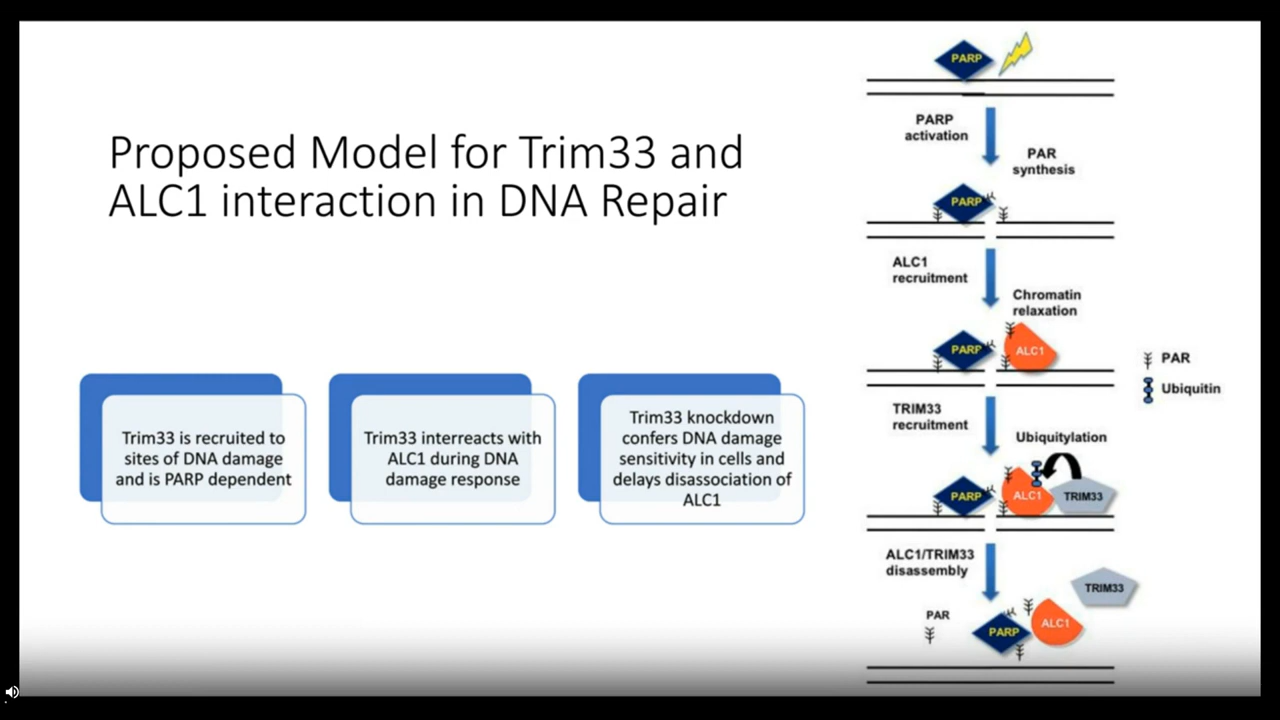 Proposed Model for Trim33 and
ALC1 interaction in DNA Repair
Trim33 is recruited to
sites of DNA damage
and is PARP dependent
Trim33 interreacts with
ALC1 during DNA
damage response
Trim33 knockdown
confers DNA damage
sensitivity in cells and
delays disassociation of
ALC1
PARP
PARP
activation
PAR
synthesis
PARP
ALC1
recruitment
Chromatin
relaxation
PARP
ALC1
PAR
Ubiquitin
TRIM33
recruitment
Ubiquitylation
PARP
ALC1
TRIM33
ALC1/TRIM33
disassembly
TRIM33
PAR
PARP
ALC1